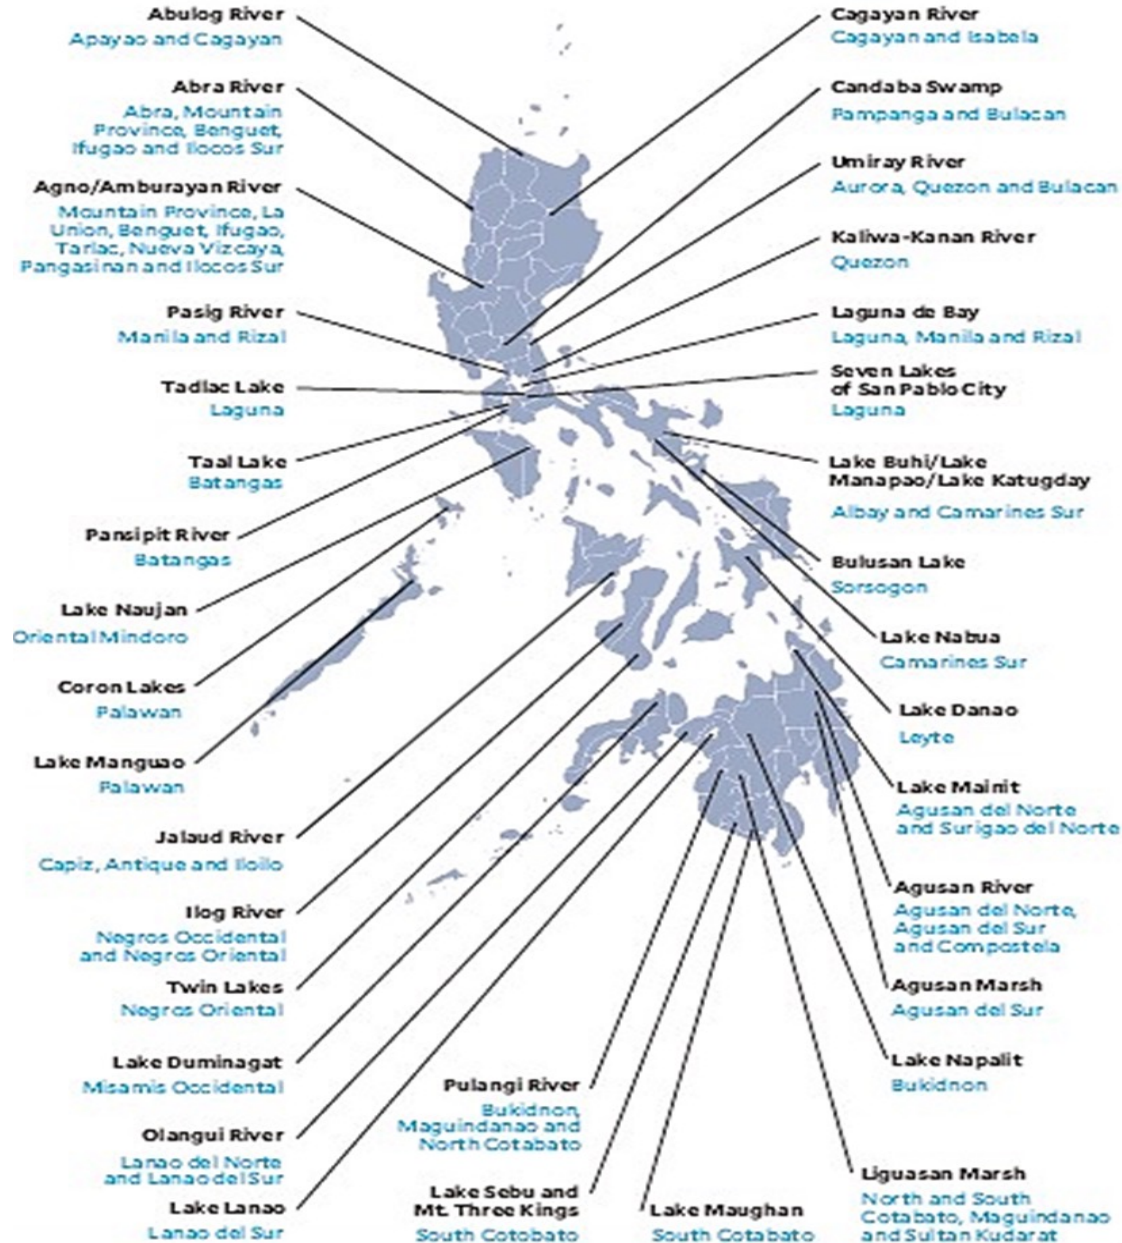 Abulog River
Apayao and Cagayan
Abra River
Abra, Mountain
Province, Benguet,
Ifugao and Ilocos Sur
Agno/Amburayan River
Mountain Province, La
Union, Benguet, Ifugao,
Tarlac, Nueva Vizcaya,
Pangasinan and Ilocos Sur
Pasig River
Manila and Rizal
Tadlac Lake
Laguna
Taal Lake
Batangas
Pansipit River
Batangas
Lake Naujan
Oriental Mindoro
Coron Lakes
Palawan
Lake Manguao
Palawan
Jalaud River
Capiz, Antique and Iloilo
Ilog River
Negros Occidental
and Negros Oriental
Twin Lakes
Negros Oriental
Lake Duminagat
Misamis Occidental
Olangui River
Lanao del Norte
and Lanao del Sur
Lake Lanao
Lanao del Sur
Pulangi River
Bukidnon,
Maguindanao and
North Cotabato
Lake Sebu and
Mt. Three Kings
South Cotobato
Lake Maughan
South Cotabato
Cagayan River
Cagayan and Isabela
Candaba Swamp
Pampanga and Bulacan
Umiray River
Aurora, Quezon and Bulacan
Kaliwa-Kanan River
Quezon
Laguna de Bay
Laguna, Manila and Rizal
Seven Lakes
of San Pablo City
Laguna
Lake Buhi/Lake
Manapao/Lake Katugday
Albay and Camarines Sur
Bulusan Lake
Sorsogon
Lake Nabua
Camarines Sur
Lake Danao
Leyte
Lake Mainit
Agusan del Norte
and Surigao del Norte
Agusan River
Agusan del Norte,
Agusan del Sur
and Compostela
Agusan Marsh
Agusan del Sur
Lake Napalit
Bukidnon
Liguasan Marsh
North and South
Cotabato, Maguindanao
and Sultan Kudarat